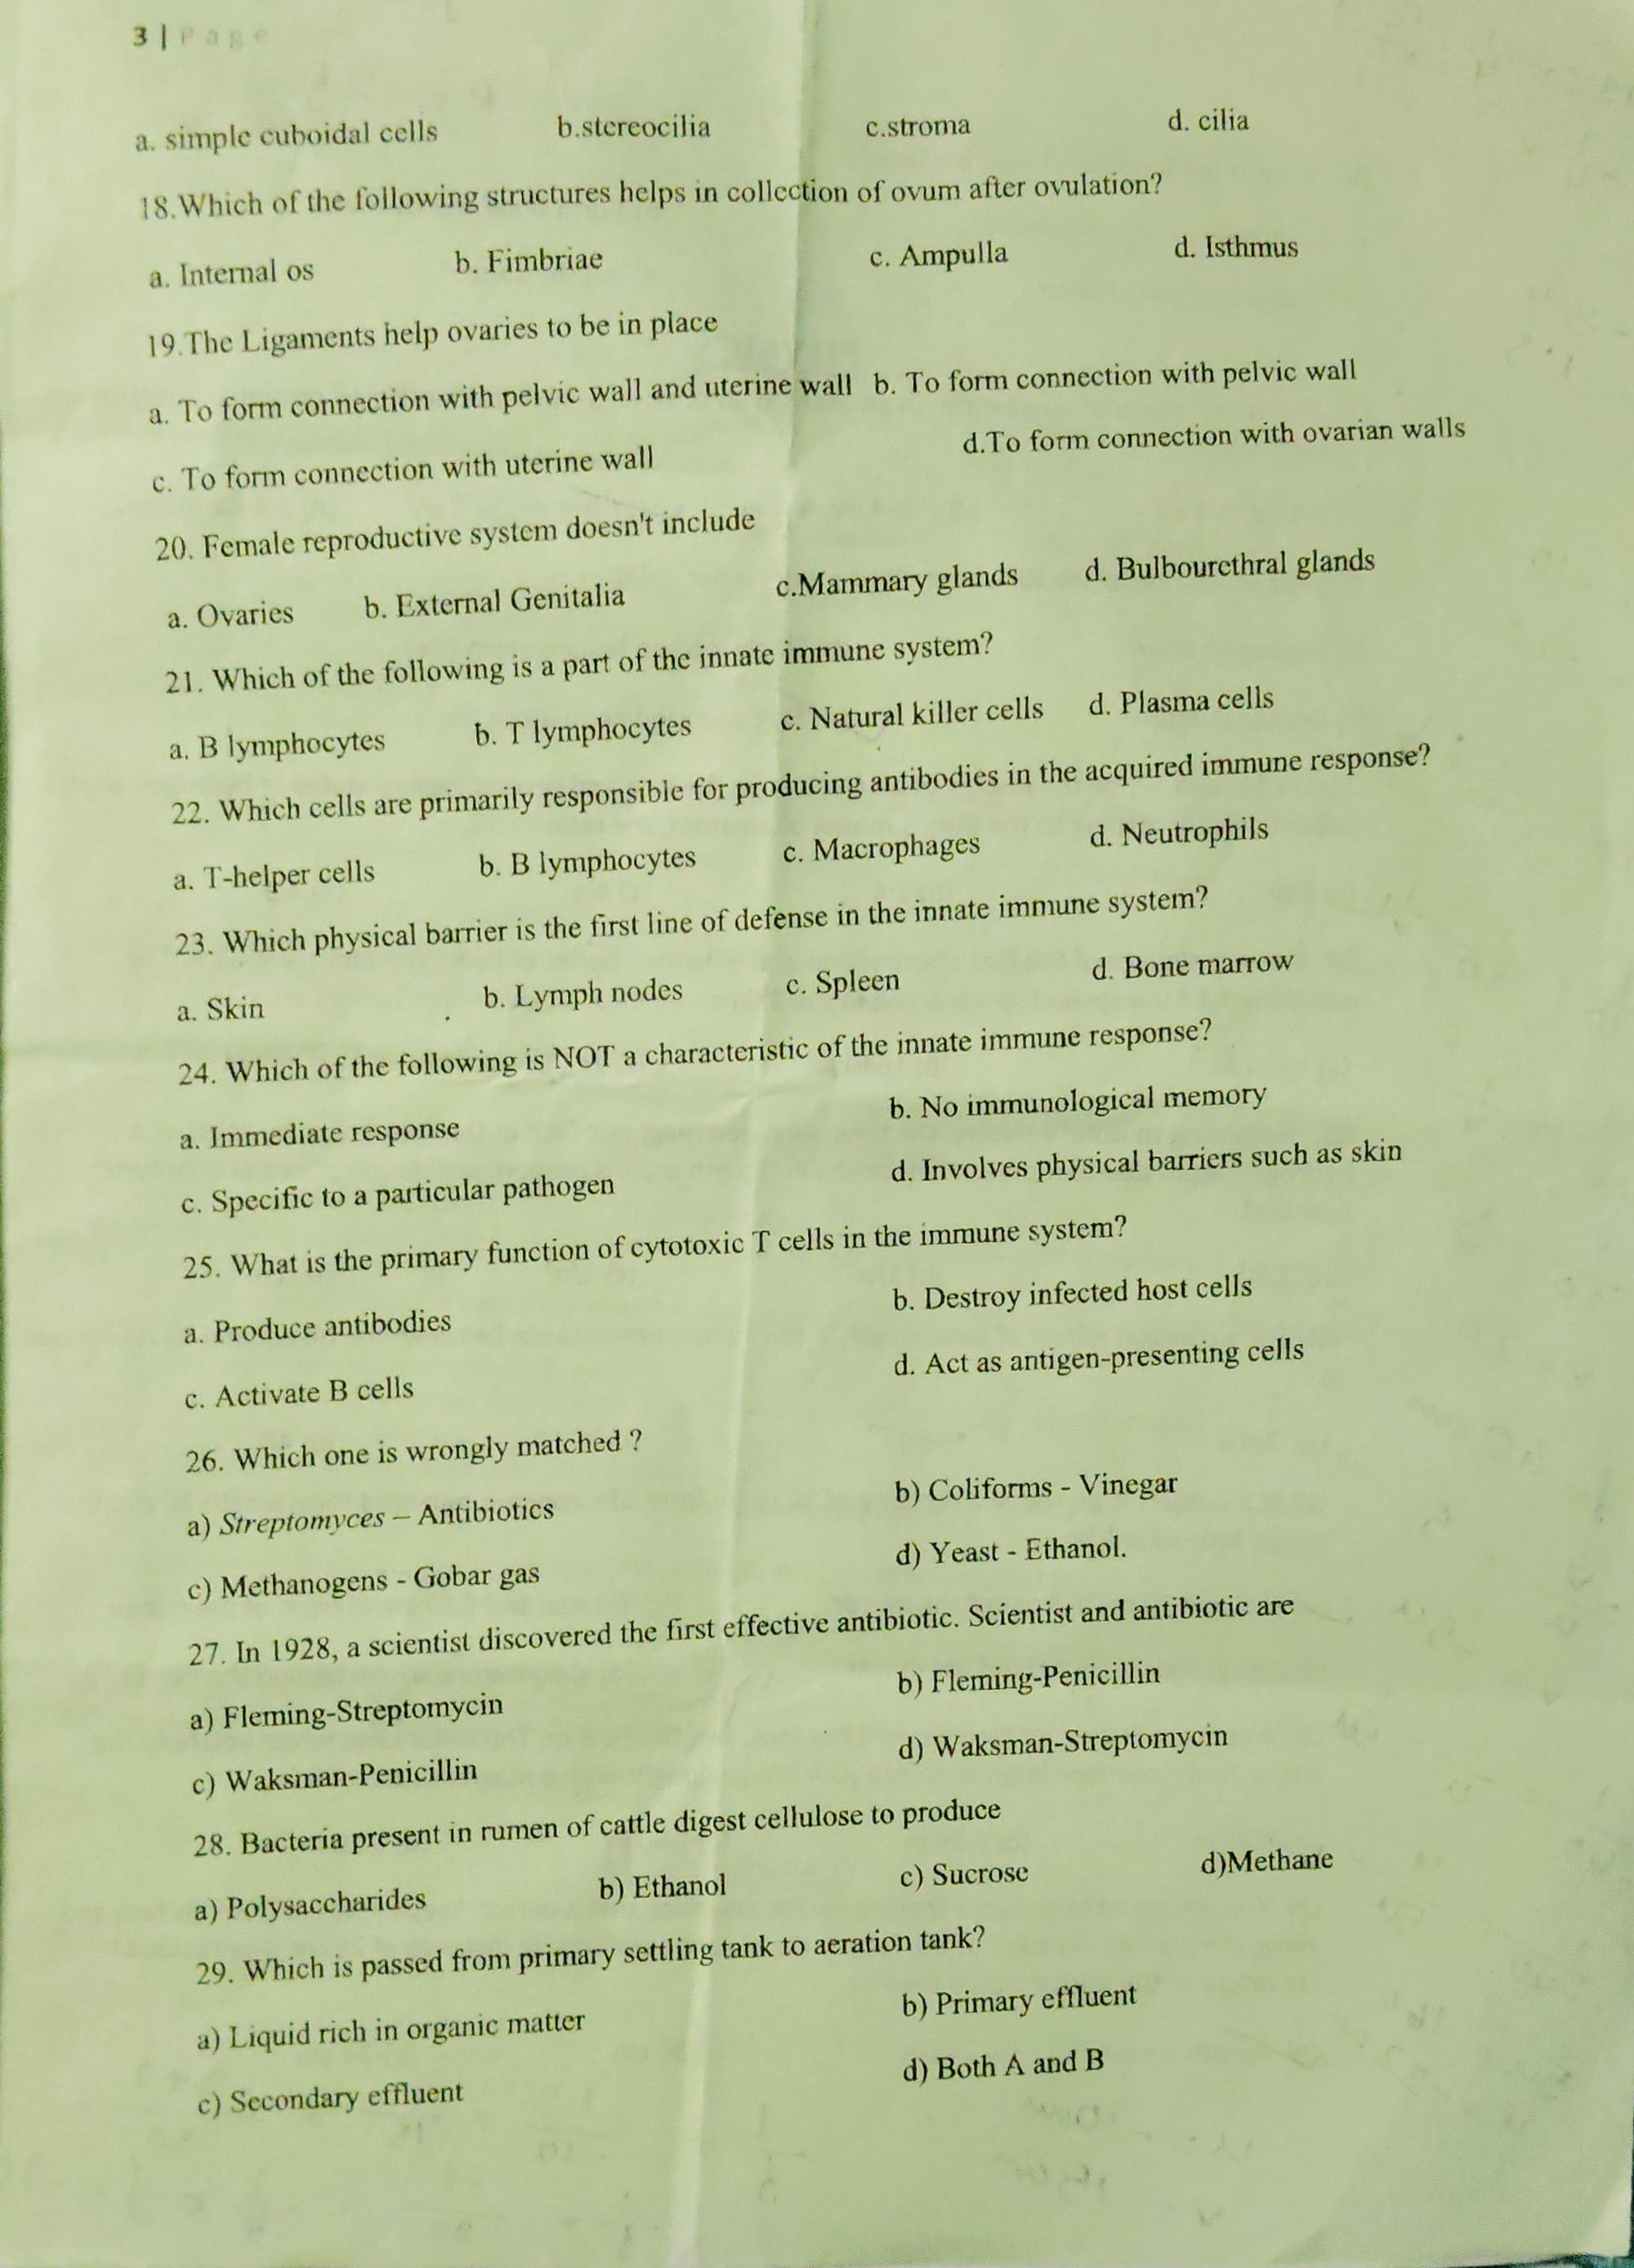 3 | Page
a. simple cuboidal cells b.stereocilia c.stroma d. cilia
18.Which of the following structures helps in collection of ovum after ovulation?
a. Internal os b. Fimbriae c. Ampulla d. Isthmus
19.The Ligaments help ovaries to be in place
a. To form connection with pelvic wall and uterine wall b. To form connection with pelvic wall
c. To form connection with uterine wall d.To form connection with ovarian walls
20. Female reproductive system doesn't include
a. Ovaries b. External Genitalia c.Mammary glands d. Bulbourethral glands
21. Which of the following is a part of the innate immune system?
a. B lymphocytes b. T lymphocytes c. Natural killer cells d. Plasma cells
22. Which cells are primarily responsible for producing antibodies in the acquired immune response?
a. T-helper cells b. B lymphocytes c. Macrophages d. Neutrophils
23. Which physical barrier is the first line of defense in the innate immune system?
a. Skin b. Lymph nodes c. Spleen d. Bone marrow
24. Which of the following is NOT a characteristic of the innate immune response?
a. Immediate response b. No immunological memory
c. Specific to a particular pathogen d. Involves physical barriers such as skin
25. What is the primary function of cytotoxic T cells in the immune system?
a. Produce antibodies b. Destroy infected host cells
c. Activate B cells d. Act as antigen-presenting cells
26. Which one is wrongly matched ?
a) Streptomyces – Antibiotics b) Coliforms - Vinegar
c) Methanogens - Gobar gas d) Yeast - Ethanol.
27. In 1928, a scientist discovered the first effective antibiotic. Scientist and antibiotic are
a) Fleming-Streptomycin b) Fleming-Penicillin
c) Waksman-Penicillin d) Waksman-Streptomycin
28. Bacteria present in rumen of cattle digest cellulose to produce
a) Polysaccharides b) Ethanol c) Sucrose d)Methane
29. Which is passed from primary settling tank to aeration tank?
a) Liquid rich in organic matter b) Primary effluent
c) Secondary effluent d) Both A and B